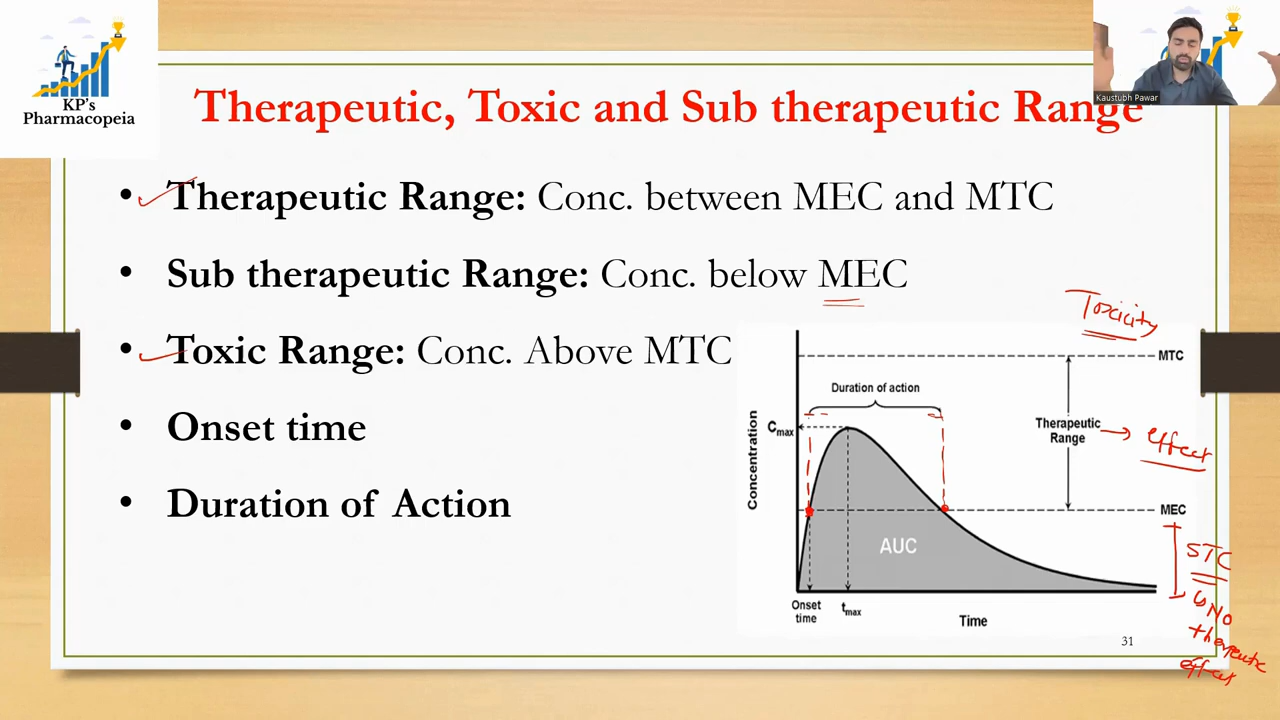 KP's
Pharmacopeia
Kaustubh Pawar
Therapeutic, Toxic and Sub therapeutic Range
• Therapeutic Range: Conc. between MEC and MTC
• Sub therapeutic Range: Conc. below MEC
• Toxic Range: Conc. Above MTC
• Onset time
• Duration of Action
Toxicity
MTC
Duration of action
Cmax
Therapeutic
Range
effect
Concentration
MEC
AUC
STC
No
therapeutic
effect
Onset
time
tmax
Time
31